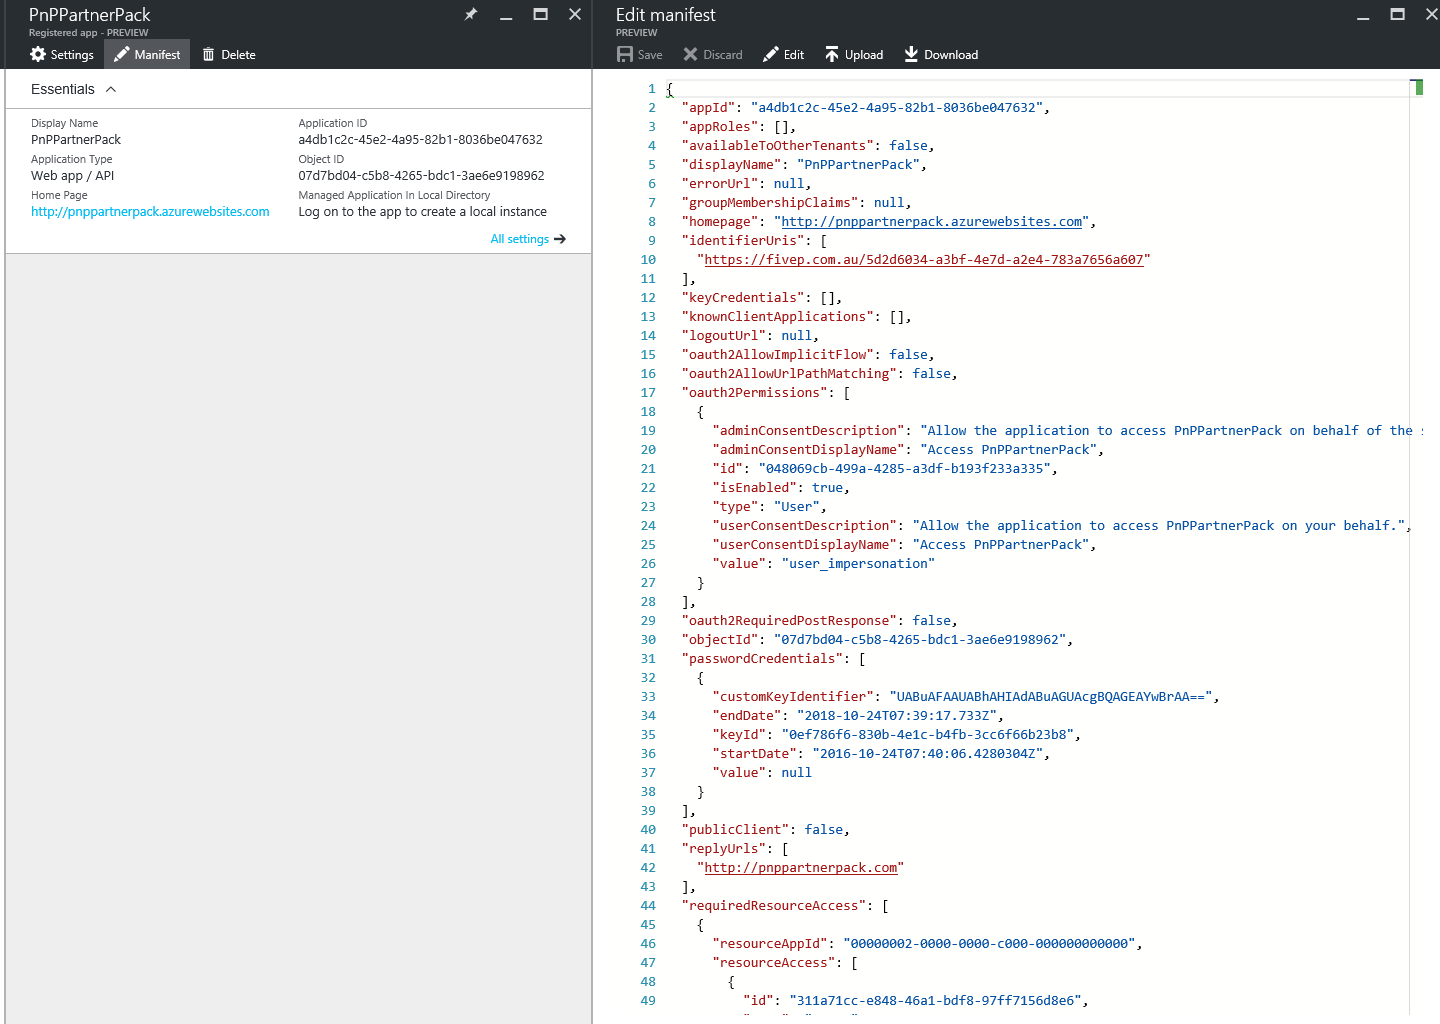 PnPPartnerPack
Registered app - PREVIEW
Settings
Manifest
Delete
Essentials
Display Name
PnPPartnerPack
Application Type
Web app / API
Home Page
http://pnppartnerpack.azurewebsites.com
Application ID
a4db1c2c-45e2-4a95-82b1-8036be047632
Object ID
07d7bd04-c5b8-4265-bdc1-3ae6e9198962
Managed Application In Local Directory
Log on to the app to create a local instance
All settings
Edit manifest
PREVIEW
Save
Discard
Edit
Upload
Download
1 {
2 "appId": "a4db1c2c-45e2-4a95-82b1-8036be047632",
3 "appRoles": [],
4 "availableToOtherTenants": false,
5 "displayName": "PnPPartnerPack",
6 "errorUrl": null,
7 "groupMembershipClaims": null,
8 "homepage": "http://pnppartnerpack.azurewebsites.com",
9 "identifierUris": [
10 "https://fivep.com.au/5d2d6034-a3bf-4e7d-a2e4-783a7656a607"
11 ],
12 "keyCredentials": [],
13 "knownClientApplications": [],
14 "logoutUrl": null,
15 "oauth2AllowImplicitFlow": false,
16 "oauth2AllowUrlPathMatching": false,
17 "oauth2Permissions": [
18 {
19 "adminConsentDescription": "Allow the application to access PnPPartnerPack on behalf of the
20 "adminConsentDisplayName": "Access PnPPartnerPack",
21 "id": "048069cb-499a-4285-a3df-b193f233a335",
22 "isEnabled": true,
23 "type": "User",
24 "userConsentDescription": "Allow the application to access PnPPartnerPack on your behalf.",
25 "userConsentDisplayName": "Access PnPPartnerPack",
26 "value": "user_impersonation"
27 }
28 ],
29 "oauth2RequiredPostResponse": false,
30 "objectId": "07d7bd04-c5b8-4265-bdc1-3ae6e9198962",
31 "passwordCredentials": [
32 {
33 "customKeyIdentifier": "UABuAFAAUABhAHIAdABuAGUAcgBQAGEAYwBrAA==",
34 "endDate": "2018-10-24T07:39:17.733Z",
35 "keyId": "0ef786f6-830b-4e1c-b4fb-3cc6f66b23b8",
36 "startDate": "2016-10-24T07:40:06.4280304Z",
37 "value": null
38 }
39 ],
40 "publicClient": false,
41 "replyUrls": [
42 "http://pnppartnerpack.com"
43 ],
44 "requiredResourceAccess": [
45 {
46 "resourceAppId": "00000002-0000-0000-c000-000000000000",
47 "resourceAccess": [
48 {
49 "id": "311a71cc-e848-46a1-bdf8-97ff7156d8e6",